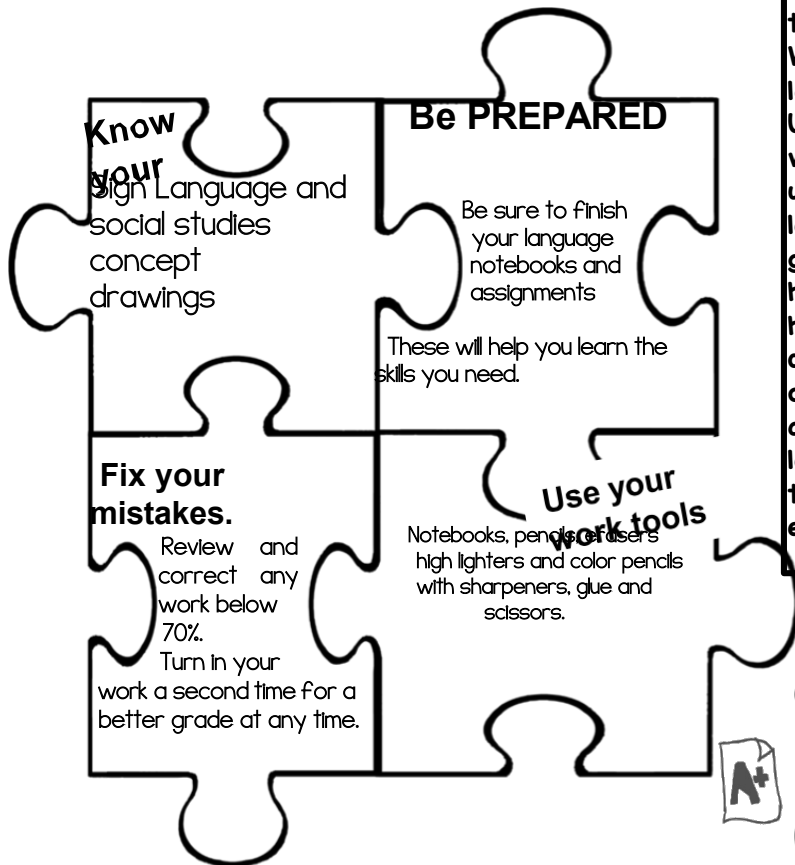 Know
your
Sign Language and
social studies
concept
drawings
Be PREPARED
Be sure to finish
your language
notebooks and
assignments
These will help you learn the
skills you need.
Fix your
mistakes.
Review and
correct any
work below
70%.
Turn in your
work a second time for a
better grade at any time.
Use your
work tools
Notebooks, pencils, erasers
high lighters and color pencils
with sharpeners, glue and
scissors.
A+